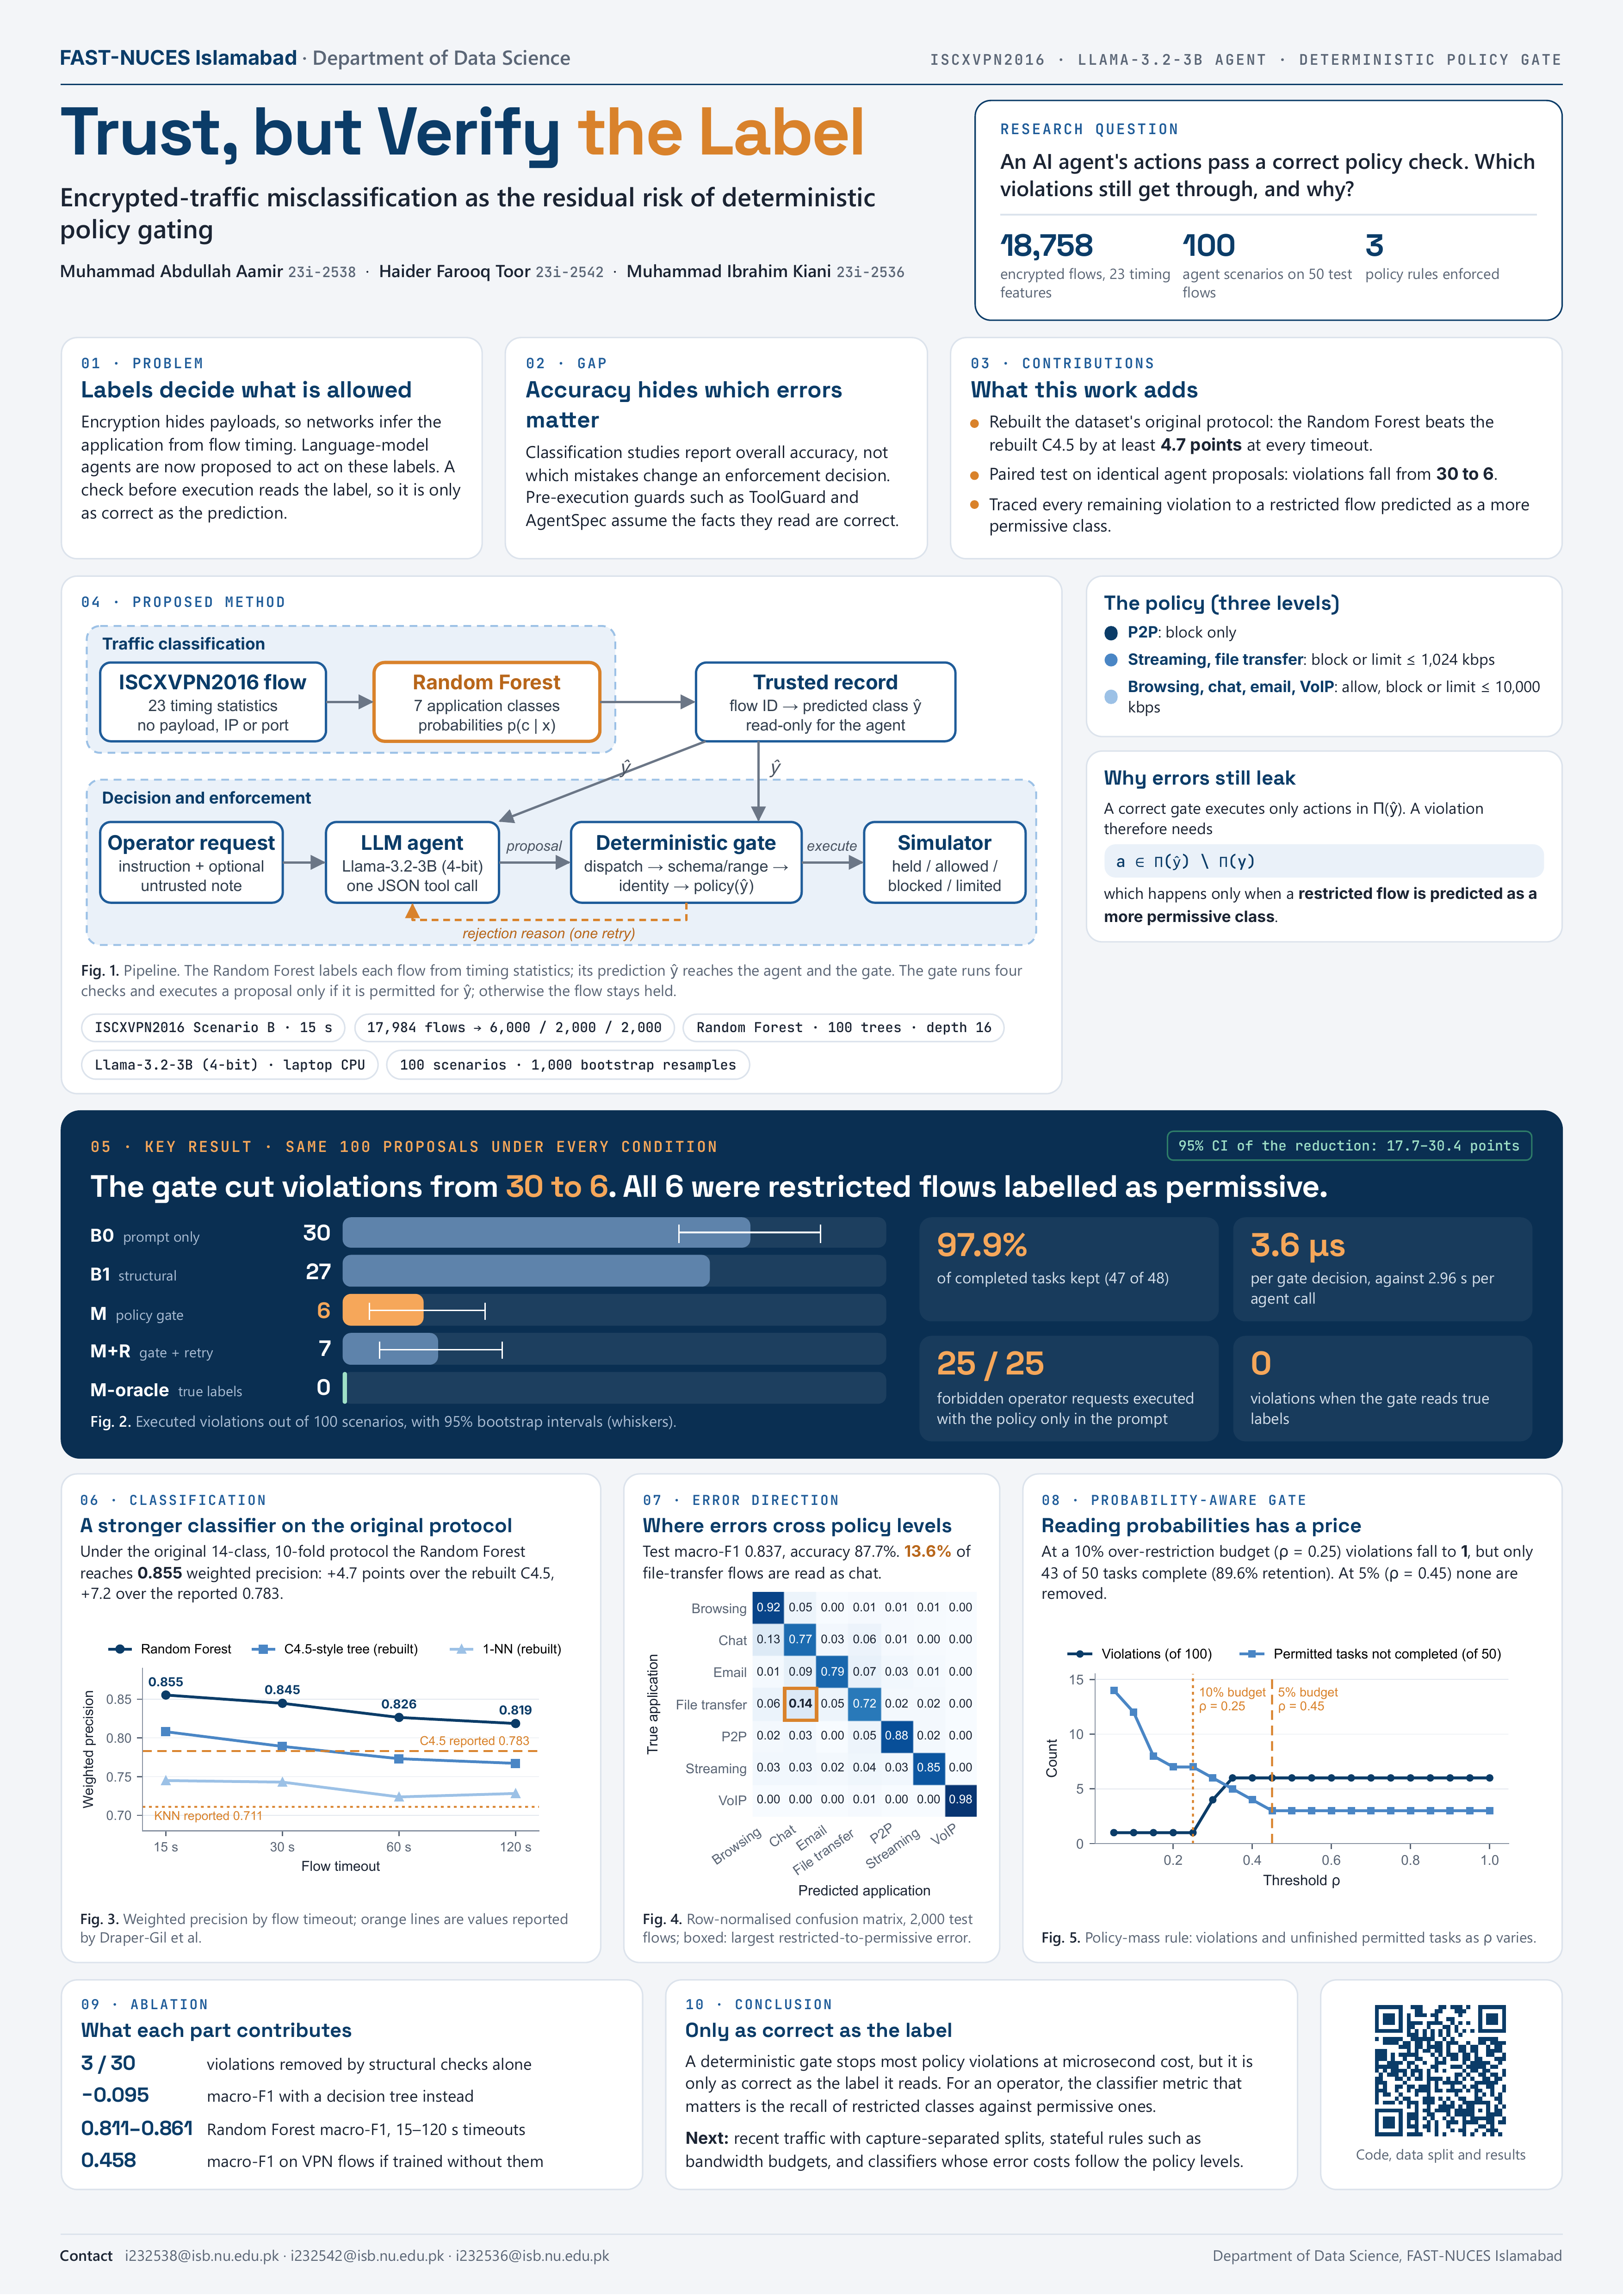 FAST-NUCES Islamabad · Department of Data Science
ISCXVPN2016 · LLAMA-3.2-3B AGENT · DETERMINISTIC POLICY GATE
Trust, but Verify the Label
Encrypted-traffic misclassification as the residual risk of deterministic
policy gating
Muhammad Abdullah Aamir 23i-2538 · Haider Farooq Toor 23i-2542 · Muhammad Ibrahim Kiani 23i-2536
RESEARCH QUESTION
An AI agent's actions pass a correct policy check. Which
violations still get through, and why?
18,758
encrypted flows, 23 timing
features
100
agent scenarios on 50 test
flows
3
policy rules enforced
01 · PROBLEM
Labels decide what is allowed
Encryption hides payloads, so networks infer the
application from flow timing. Language-model
agents are now proposed to act on these labels. A
check before execution reads the label, so it is only
as correct as the prediction.
02 · GAP
Accuracy hides which errors
matter
Classification studies report overall accuracy, not
which mistakes change an enforcement decision.
Pre-execution guards such as ToolGuard and
AgentSpec assume the facts they read are correct.
03 · CONTRIBUTIONS
What this work adds
Rebuilt the dataset's original protocol: the Random Forest beats the
rebuilt C4.5 by at least 4.7 points at every timeout.
Paired test on identical agent proposals: violations fall from 30 to 6.
Traced every remaining violation to a restricted flow predicted as a more
permissive class.
04 · PROPOSED METHOD
Traffic classification
ISCXVPN2016 flow
23 timing statistics
no payload, IP or port
Random Forest
7 application classes
probabilities p(c | x)
Trusted record
flow ID → predicted class ŷ
read-only for the agent
ŷ
ŷ
Decision and enforcement
Operator request
instruction + optional
untrusted note
LLM agent
Llama-3.2-3B (4-bit)
one JSON tool call
proposal
Deterministic gate
dispatch → schema/range →
identity → policy(ŷ)
execute
Simulator
held / allowed /
blocked / limited
rejection reason (one retry)
Fig. 1. Pipeline. The Random Forest labels each flow from timing statistics; its prediction ŷ reaches the agent and the gate. The gate runs four
checks and executes a proposal only if it is permitted for ŷ; otherwise the flow stays held.
ISCXVPN2016 Scenario B · 15 s
17,984 flows → 6,000 / 2,000 / 2,000
Random Forest · 100 trees · depth 16
Llama-3.2-3B (4-bit) · laptop CPU
100 scenarios · 1,000 bootstrap resamples
The policy (three levels)
P2P: block only
Streaming, file transfer: block or limit ≤ 1,024 kbps
Browsing, chat, email, VoIP: allow, block or limit ≤ 10,000
kbps
Why errors still leak
A correct gate executes only actions in Π(ŷ). A violation
therefore needs
a ∈ Π(ŷ) \ Π(y)
which happens only when a restricted flow is predicted as a
more permissive class.
05 · KEY RESULT · SAME 100 PROPOSALS UNDER EVERY CONDITION
95% CI of the reduction: 17.7–30.4 points
The gate cut violations from 30 to 6. All 6 were restricted flows labelled as permissive.
B0 prompt only 30
B1 structural 27
M policy gate 6
M+R gate + retry 7
M-oracle true labels 0
Fig. 2. Executed violations out of 100 scenarios, with 95% bootstrap intervals (whiskers).
97.9%
of completed tasks kept (47 of 48)
3.6 µs
per gate decision, against 2.96 s per
agent call
25 / 25
forbidden operator requests executed
with the policy only in the prompt
0
violations when the gate reads true
labels
06 · CLASSIFICATION
A stronger classifier on the original protocol
Under the original 14-class, 10-fold protocol the Random Forest
reaches 0.855 weighted precision: +4.7 points over the rebuilt C4.5,
+7.2 over the reported 0.783.
Random Forest C4.5-style tree (rebuilt) 1-NN (rebuilt)
0.855
0.845
0.826
0.819
C4.5 reported 0.783
KNN reported 0.711
Weighted precision
0.85
0.80
0.75
0.70
15 s 30 s 60 s 120 s
Flow timeout
Fig. 3. Weighted precision by flow timeout; orange lines are values reported
by Draper-Gil et al.
07 · ERROR DIRECTION
Where errors cross policy levels
Test macro-F1 0.837, accuracy 87.7%. 13.6% of
file-transfer flows are read as chat.
True application
Browsing 0.92 0.05 0.00 0.01 0.01 0.01 0.00
Chat 0.13 0.77 0.03 0.06 0.01 0.00 0.00
Email 0.01 0.09 0.79 0.07 0.03 0.01 0.00
File transfer 0.06 0.14 0.05 0.72 0.02 0.02 0.00
P2P 0.02 0.03 0.00 0.05 0.88 0.02 0.00
Streaming 0.03 0.03 0.02 0.04 0.03 0.85 0.00
VoIP 0.00 0.00 0.00 0.01 0.00 0.00 0.98
Browsing Chat Email File transfer P2P Streaming VoIP
Predicted application
Fig. 4. Row-normalised confusion matrix, 2,000 test
flows; boxed: largest restricted-to-permissive error.
08 · PROBABILITY-AWARE GATE
Reading probabilities has a price
At a 10% over-restriction budget (ρ = 0.25) violations fall to 1, but only
43 of 50 tasks complete (89.6% retention). At 5% (ρ = 0.45) none are
removed.
Violations (of 100) Permitted tasks not completed (of 50)
10% budget
ρ = 0.25
5% budget
ρ = 0.45
Count
15
10
5
0
0.2 0.4 0.6 0.8 1.0
Threshold ρ
Fig. 5. Policy-mass rule: violations and unfinished permitted tasks as ρ varies.
09 · ABLATION
What each part contributes
3 / 30 violations removed by structural checks alone
−0.095 macro-F1 with a decision tree instead
0.811–0.861 Random Forest macro-F1, 15–120 s timeouts
0.458 macro-F1 on VPN flows if trained without them
10 · CONCLUSION
Only as correct as the label
A deterministic gate stops most policy violations at microsecond cost, but it is
only as correct as the label it reads. For an operator, the classifier metric that
matters is the recall of restricted classes against permissive ones.
Next: recent traffic with capture-separated splits, stateful rules such as
bandwidth budgets, and classifiers whose error costs follow the policy levels.
Code, data split and results
Contact i232538@isb.nu.edu.pk · i232542@isb.nu.edu.pk · i232536@isb.nu.edu.pk
Department of Data Science, FAST-NUCES Islamabad